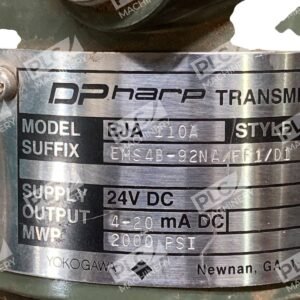 DPharp TRANSMI
MODEL EJA 110A STYLE
SUFFIX EMS4B-92NA/FF1/D1
SUPPLY 24V DC
OUTPUT 4-20 mA DC
MWP 2000 PSI
YOKOGAWA Newnan, GA